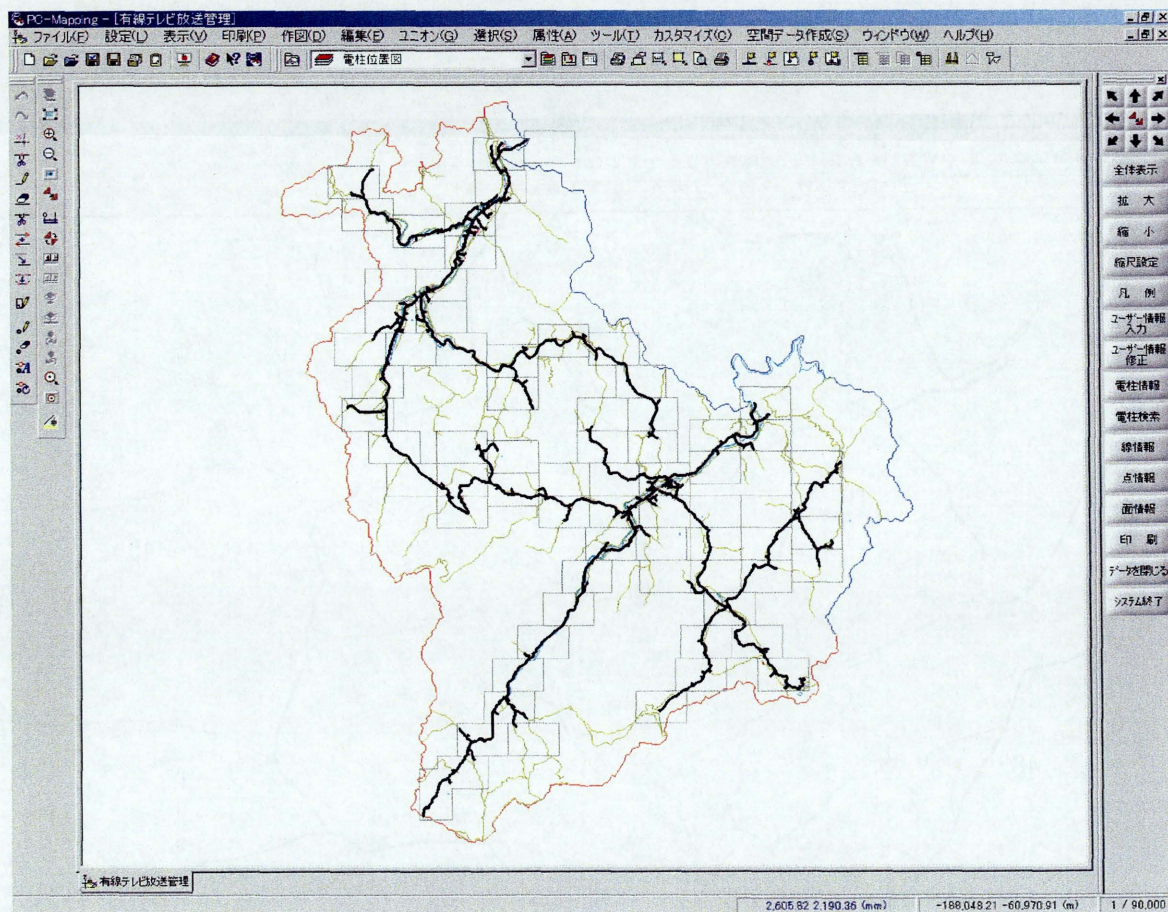 PC-Mapping - [有線テレビ放送管理]
ファイル(F) 設定(L) 表示(V) 印刷(P) 作図(D) 編集(E) ユニオン(G) 選択(S) 属性(A) ツール(T) カスタマイズ(C) 空間データ作成(S) ウィンドウ(W) ヘルプ(H)
電柱位置図
全体表示
拡 大
縮 小
縮尺設定
凡 例
ユーザー情報
入力
ユーザー情報
修正
電柱情報
電柱検索
線情報
点情報
面情報
印 刷
データを閉じる
システム終了
有線テレビ放送管理
2,605.82 2,190.36 (mm)
-188,048.21 -60,970.91 (m)
1 / 90,000